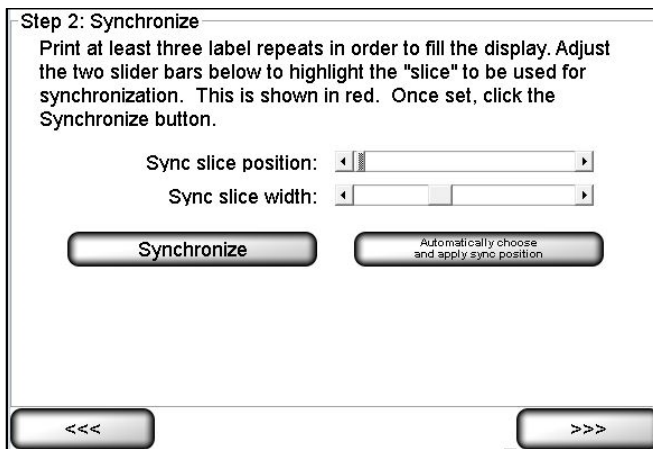 Step 2: Synchronize
Print at least three label repeats in order to fill the display. Adjust
the two slider bars below to highlight the "slice" to be used for
synchronization.  This is shown in red.  Once set, click the
Synchronize button.
Sync slice position:
Sync slice width:
Synchronize
Automatically choose
and apply sync position
<<<
>>>